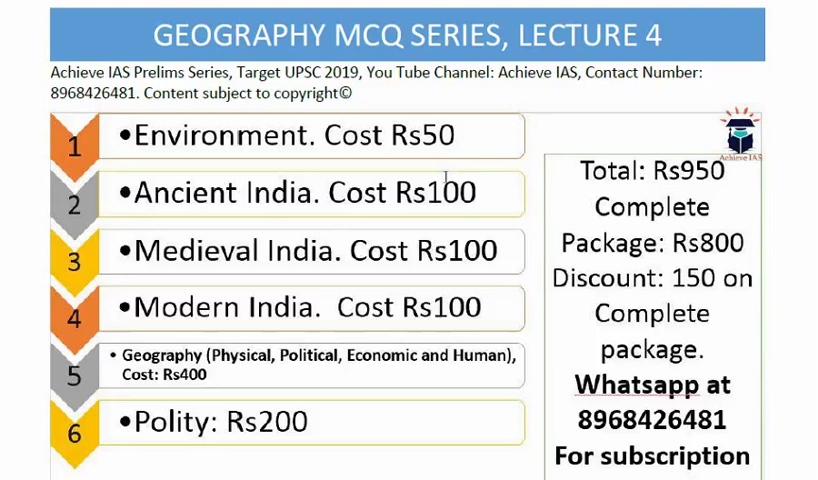 GEOGRAPHY MCQ SERIES, LECTURE 4
Achieve IAS Prelims Series, Target UPSC 2019, You Tube Channel: Achieve IAS, Contact Number:
8968426481. Content subject to copyright©
1
•Environment. Cost Rs50
2
•Ancient India. Cost Rs100
3
•Medieval India. Cost Rs100
4
•Modern India.  Cost Rs100
5
• Geography (Physical, Political, Economic and Human),
Cost: Rs400
6
•Polity: Rs200
Achieve IAS
Total: Rs950
Complete
Package: Rs800
Discount: 150 on
Complete
package.
Whatsapp at
8968426481
For subscription